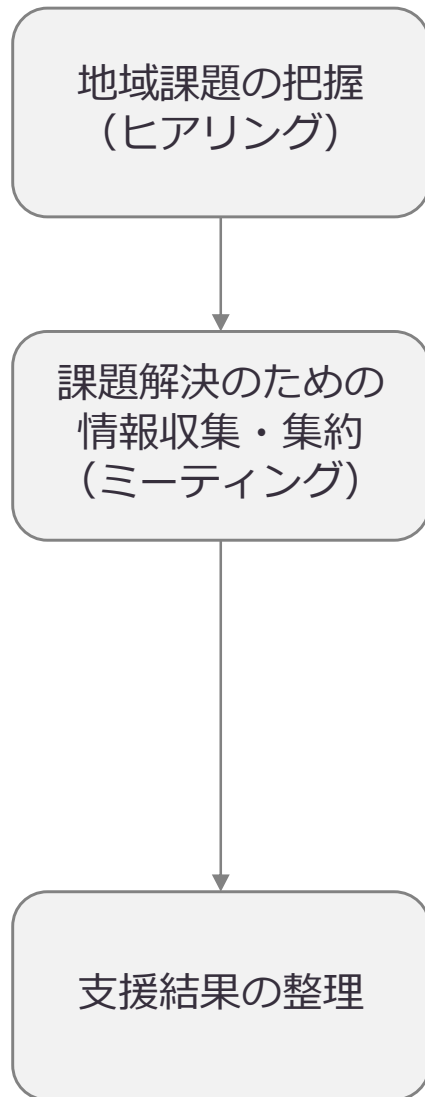 地域課題の把握
（ヒアリング）
課題解決のための
情報収集・集約
（ミーティング）
支援結果の整理